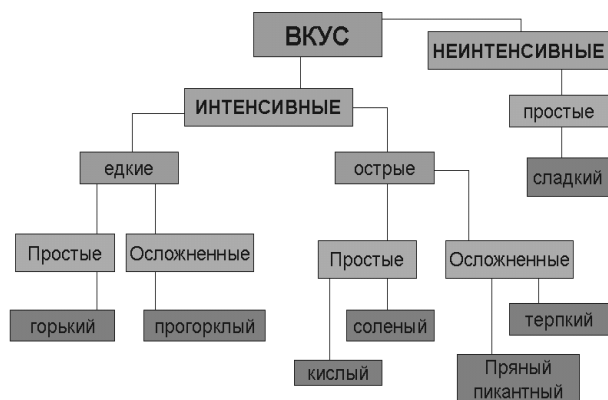 ВКУС
НЕИНТЕНСИВНЫЕ
ИНТЕНСИВНЫЕ
простые
едкие
острые
сладкий
Простые
Осложненные
Простые
Осложненные
горький
прогорклый
соленый
терпкий
кислый
Пряный
пикантный